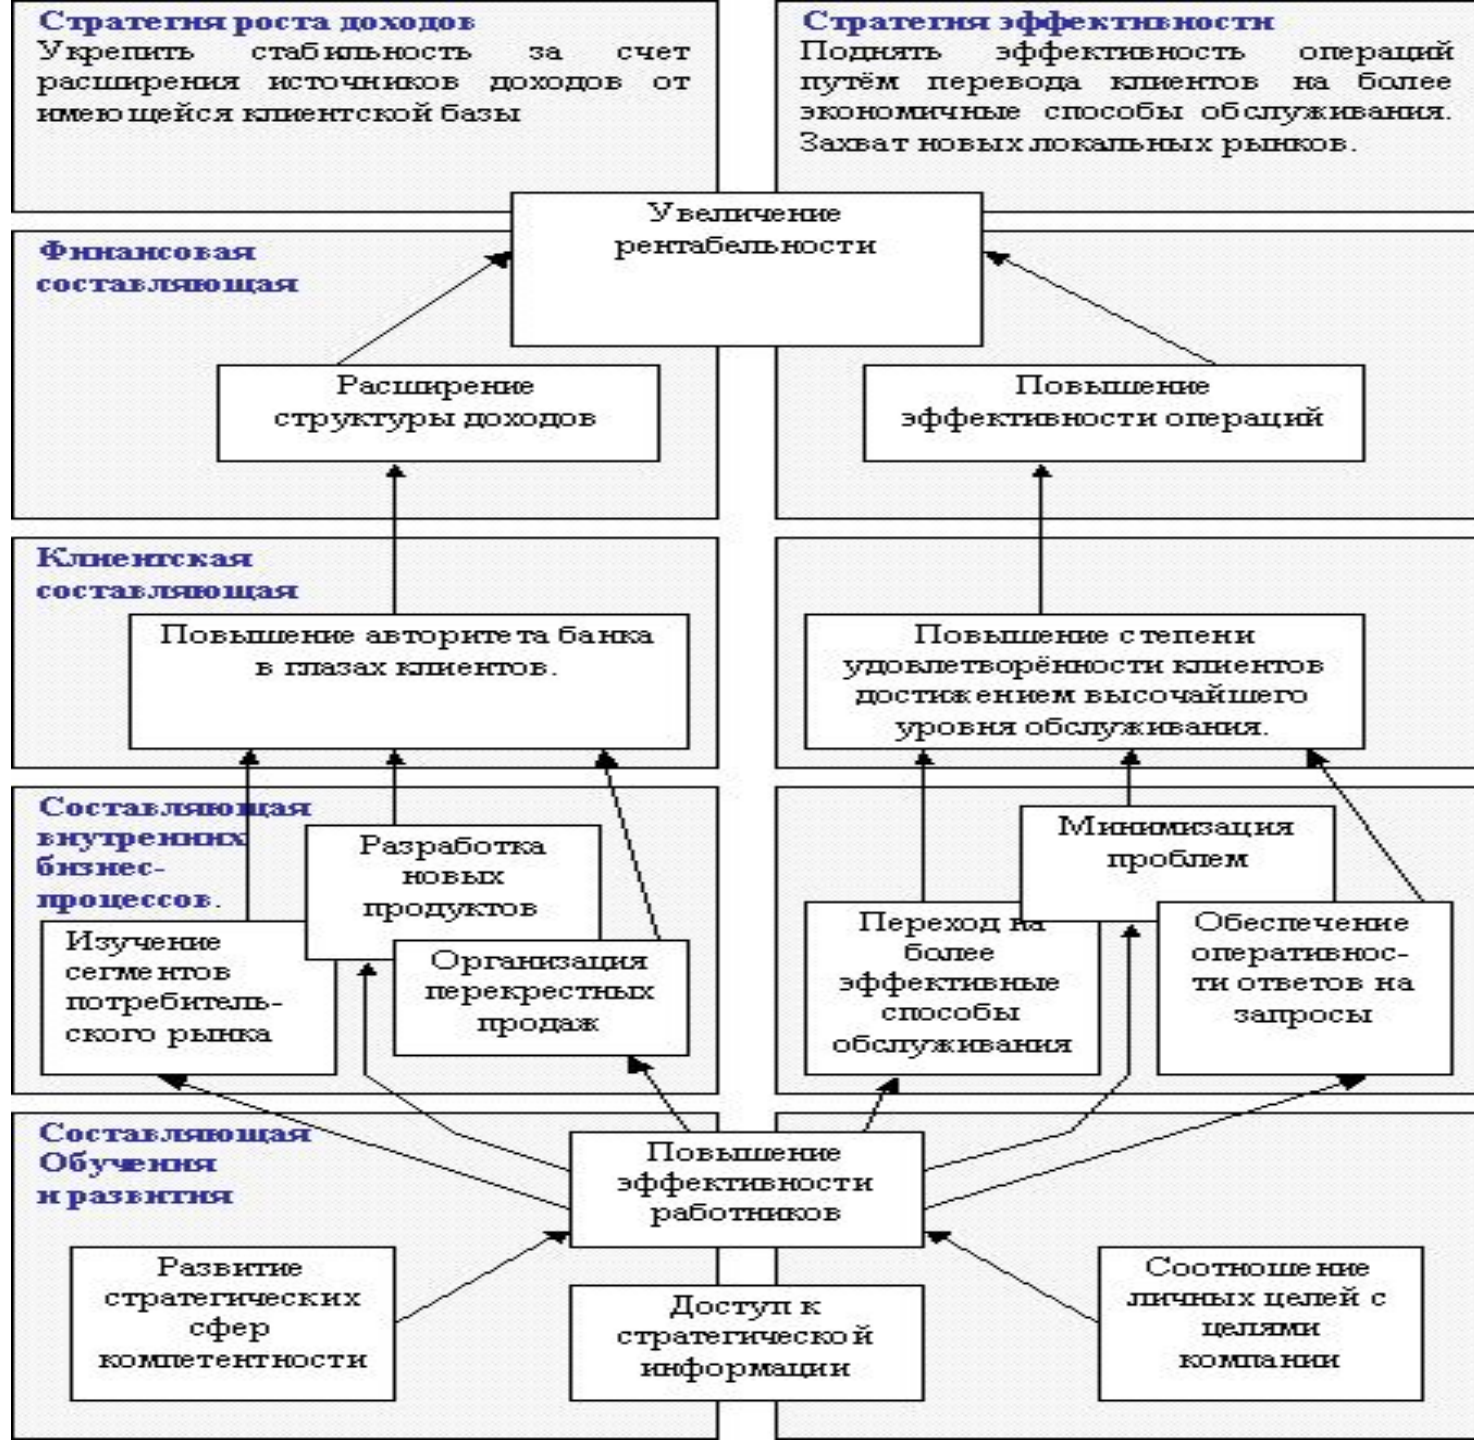 Стратегия роста доходов
Укрепить стабильность за счет
расширения источников доходов от
имеющейся клиентской базы
Стратегия эффективности
Поднять эффективность операций
путём перевода клиентов на более
экономичные способы обслуживания.
Захват новых локальных рынков.
Увеличение
рентабельности
Финансовая
составляющая
Расширение
структуры доходов
Повышение
эффективности операций
Клиентская
составляющая
Повышение авторитета банка
в глазах клиентов.
Повышение степени
удовлетворённости клиентов
достижением высочайшего
уровня обслуживания.
Составляющая
внутренних
бизнес-
процессов.
Разработка
новых
продуктов
Изучение
сегментов
потребитель-
ского рынка
Организация
перекрестных
продаж
Минимизация
проблем
Переход на
более
эффективные
способы
обслуживания
Обеспечение
оперативнос-
ти ответов на
запросы
Составляющая
Обучения
и развития
Повышение
эффективности
работников
Развитие
стратегических
сфер
компетентности
Доступ к
стратегической
информации
Соотношение
личных целей с
целями
компании